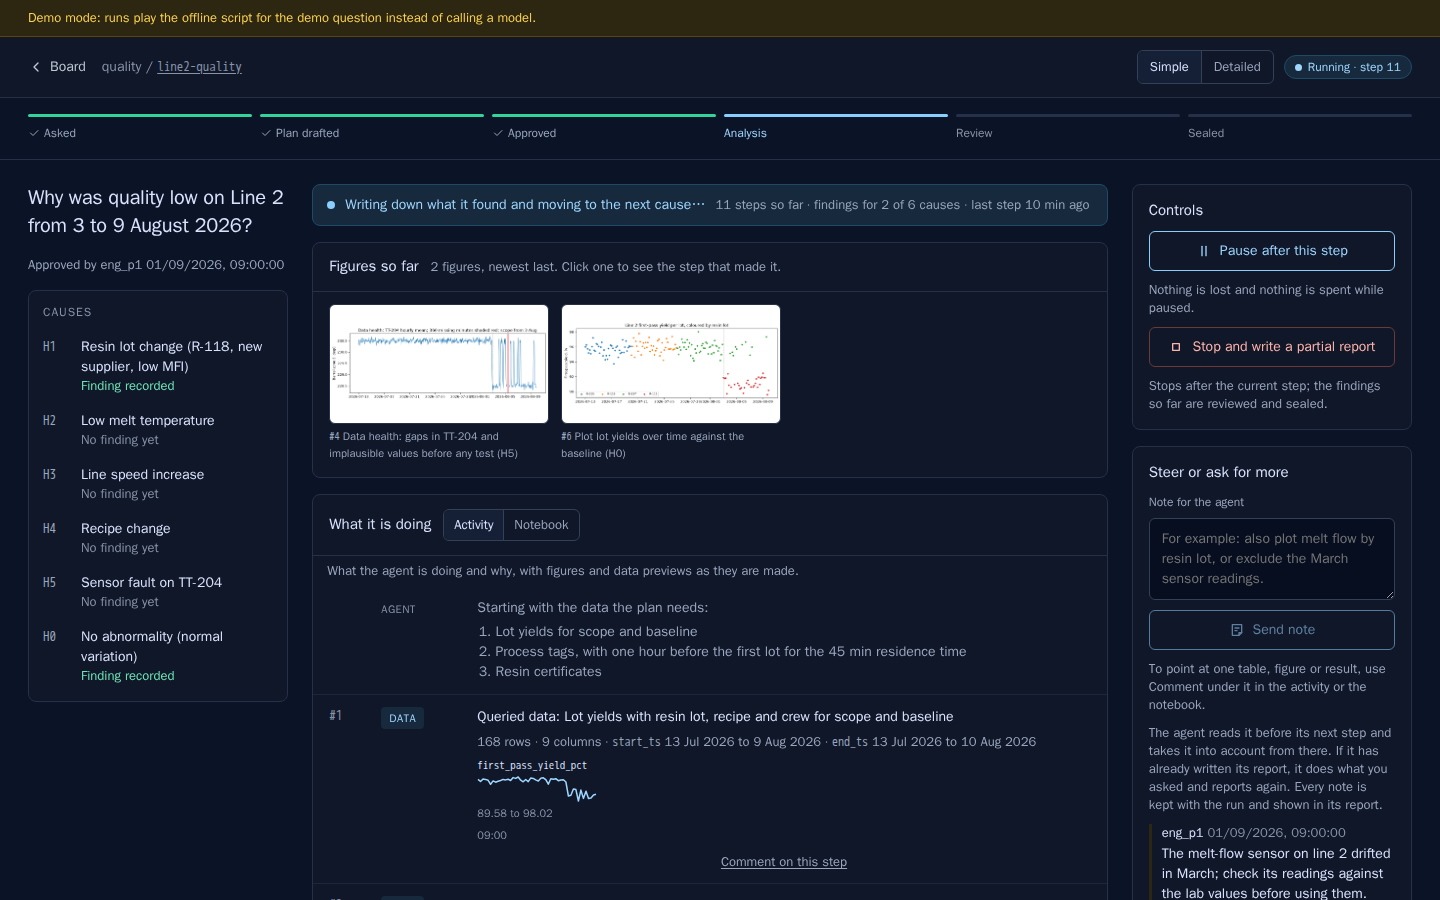 Demo mode: runs play the offline script for the demo question instead of calling a model.
Board quality / line2-quality
Simple Detailed Running · step 11
Asked Plan drafted Approved Analysis Review Sealed
Why was quality low on Line 2
from 3 to 9 August 2026?
Approved by eng_p1 01/09/2026, 09:00:00
CAUSES
H1 Resin lot change (R-118, new
supplier, low MFI)
Finding recorded
H2 Low melt temperature
No finding yet
H3 Line speed increase
No finding yet
H4 Recipe change
No finding yet
H5 Sensor fault on TT-204
No finding yet
H0 No abnormality (normal
variation)
Finding recorded
Writing down what it found and moving to the next cause··· 11 steps so far · findings for 2 of 6 causes · last step 10 min ago
Figures so far 2 figures, newest last. Click one to see the step that made it.
Line 2 first-pass yield per lot, coloured by resin lot
#4 Data health: gaps in TT-204 and
implausible values before any test (H5)
#6 Plot lot yields over time against the
baseline (H0)
What it is doing Activity Notebook
What the agent is doing and why, with figures and data previews as they are made.
AGENT Starting with the data the plan needs:
1. Lot yields for scope and baseline
2. Process tags, with one hour before the first lot for the 45 min residence time
3. Resin certificates
#1 DATA Queried data: Lot yields with resin lot, recipe and crew for scope and baseline
168 rows · 9 columns · start_ts 13 Jul 2026 to 9 Aug 2026 · end_ts 13 Jul 2026 to 10 Aug 2026
first_pass_yield_pct
89.58 to 98.02
09:00
Comment on this step
Controls
Pause after this step
Nothing is lost and nothing is spent while
paused.
Stop and write a partial report
Stops after the current step; the findings
so far are reviewed and sealed.
Steer or ask for more
Note for the agent
For example: also plot melt flow by
resin lot, or exclude the March
sensor readings.
Send note
To point at one table, figure or result, use
Comment under it in the activity or the
notebook.
The agent reads it before its next step and
takes it into account from there. If it has
already written its report, it does what you
asked and reports again. Every note is
kept with the run and shown in its report.
eng_p1 01/09/2026, 09:00:00
The melt-flow sensor on line 2 drifted
in March; check its readings against
the lab values before using them.